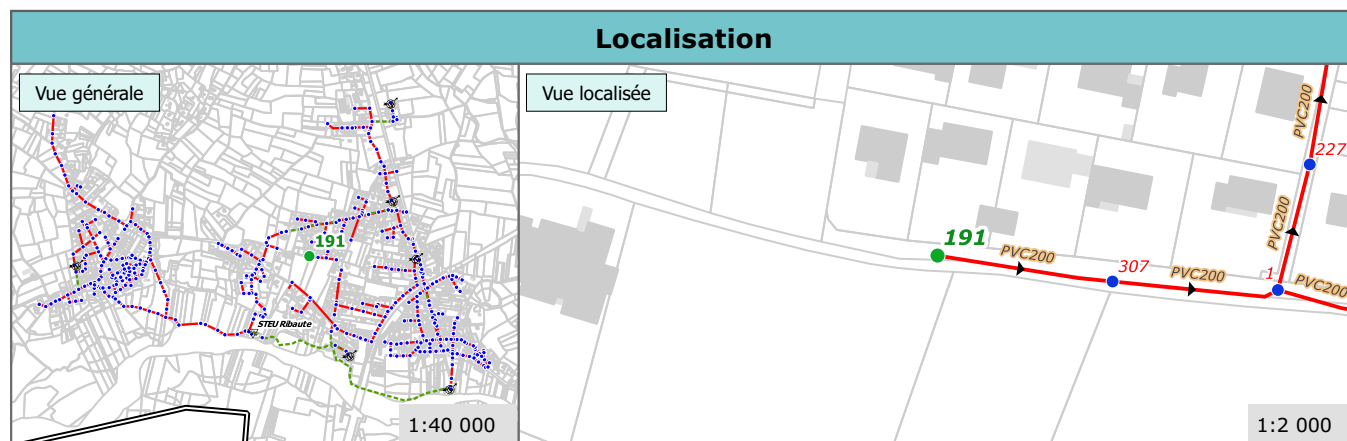 Localisation
Vue générale
191
STEU Ribaute
1:40 000
Vue localisée
PVC200
227
PVC200
191
PVC200
307
PVC200
1
PVC200
1:2 000